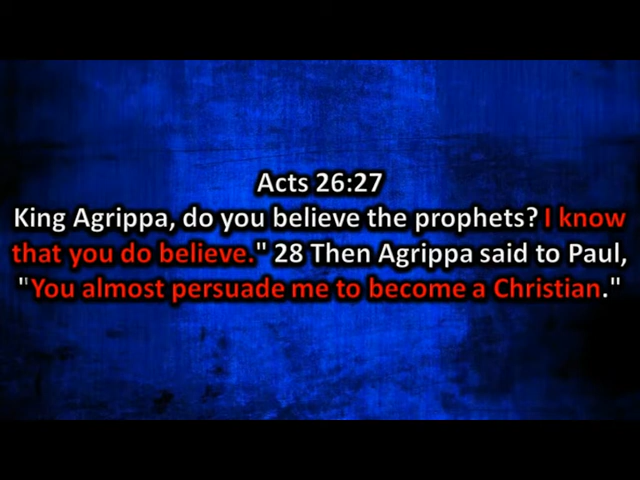 Acts 26:27
King Agrippa, do you believe the prophets? I know
that you do believe." 28 Then Agrippa said to Paul,
"You almost persuade me to become a Christian."